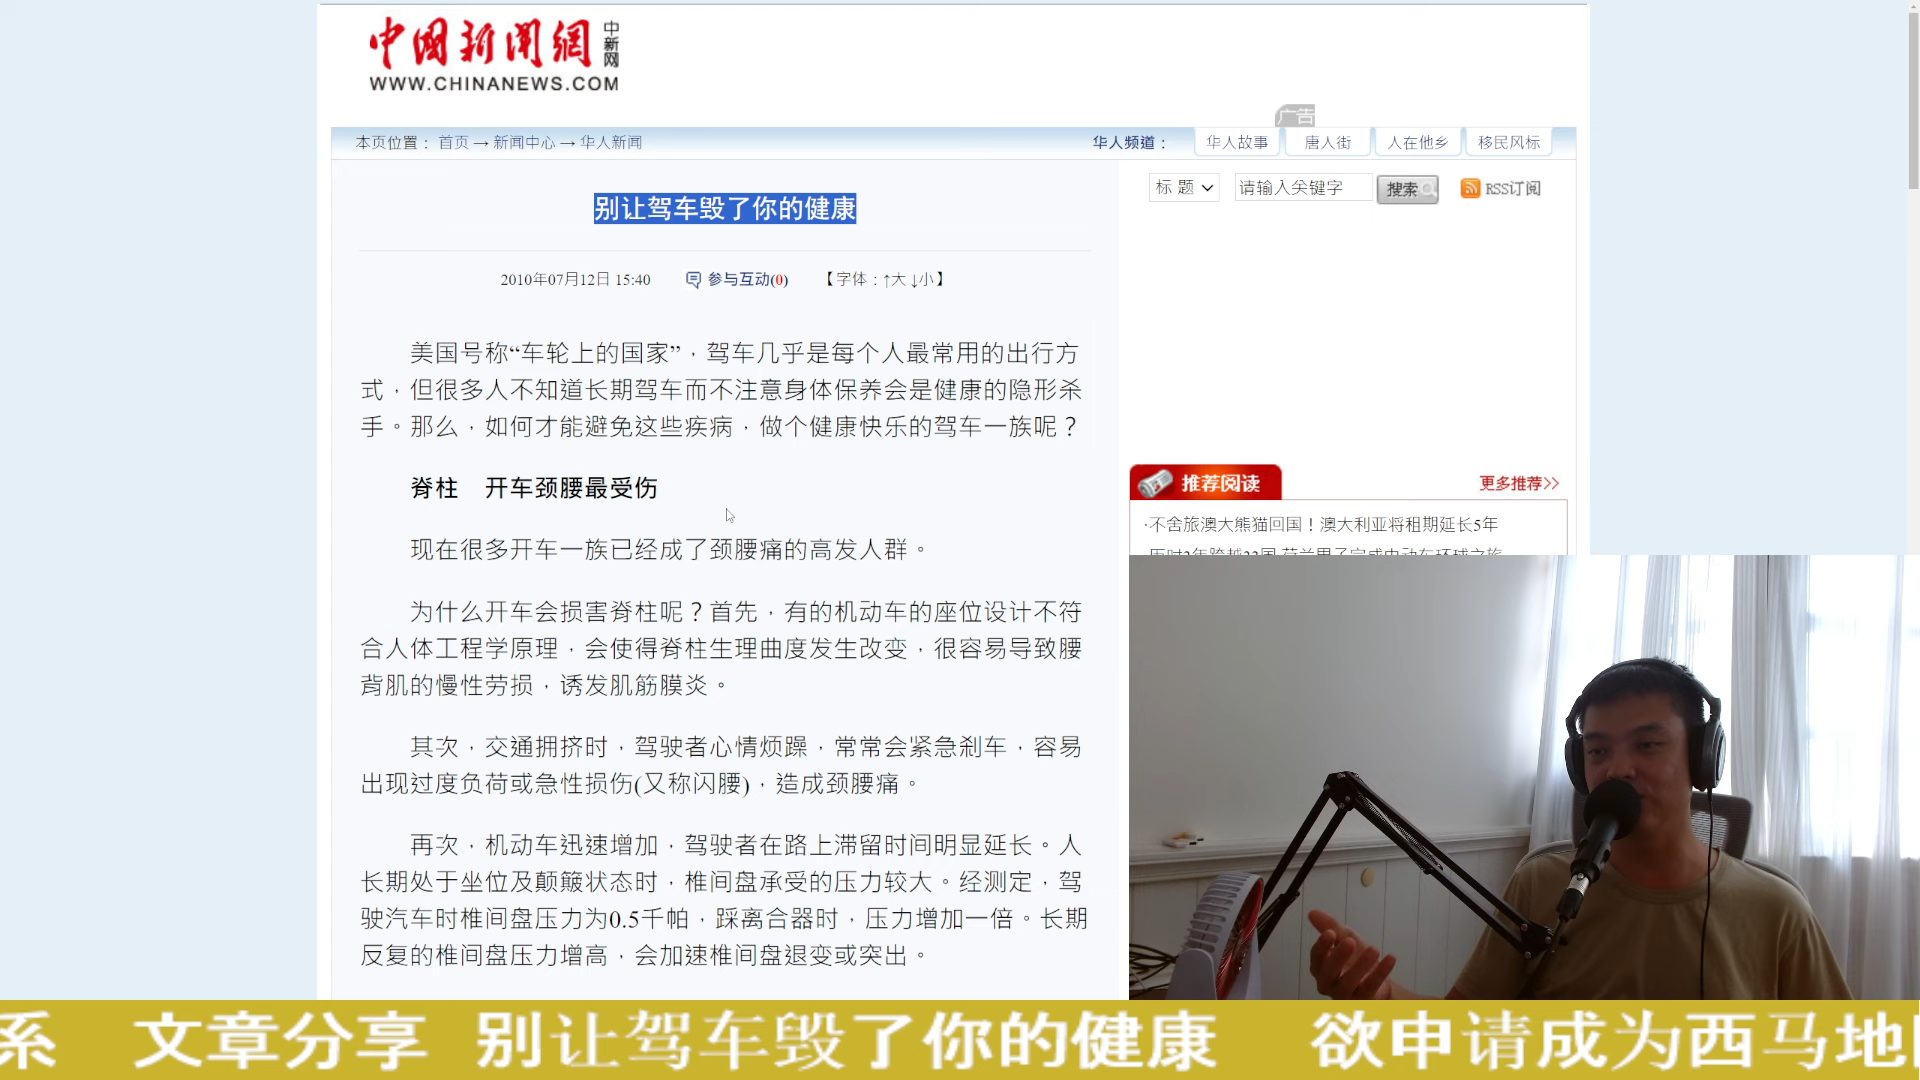 中國新聞網 中新网
WWW.CHINANEWS.COM
广告
本页位置： 首页 → 新闻中心 → 华人新闻
华人频道： 华人故事 唐人街 人在他乡 移民风标
标 题 请输入关键字 搜索 RSS订阅
别让驾车毁了你的健康
2010年07月12日 15:40 参与互动(0) 【字体：↑大 ↓小】
美国号称“车轮上的国家”，驾车几乎是每个人最常用的出行方
式，但很多人不知道长期驾车而不注意身体保养会是健康的隐形杀
手。那么，如何才能避免这些疾病，做个健康快乐的驾车一族呢？
脊柱 开车颈腰最受伤
现在很多开车一族已经成了颈腰痛的高发人群。
为什么开车会损害脊柱呢？首先，有的机动车的座位设计不符
合人体工程学原理，会使得脊柱生理曲度发生改变，很容易导致腰
背肌的慢性劳损，诱发肌筋膜炎。
其次，交通拥挤时，驾驶者心情烦躁，常常会紧急刹车，容易
出现过度负荷或急性损伤(又称闪腰)，造成颈腰痛。
再次，机动车迅速增加，驾驶者在路上滞留时间明显延长。人
长期处于坐位及颠簸状态时，椎间盘承受的压力较大。经测定，驾
驶汽车时椎间盘压力为0.5千帕，踩离合器时，压力增加一倍。长期
反复的椎间盘压力增高，会加速椎间盘退变或突出。
推荐阅读 更多推荐>>
·不舍旅澳大熊猫回国！澳大利亚将租期延长5年
系 文章分享 别让驾车毁了你的健康 欲申请成为西马地